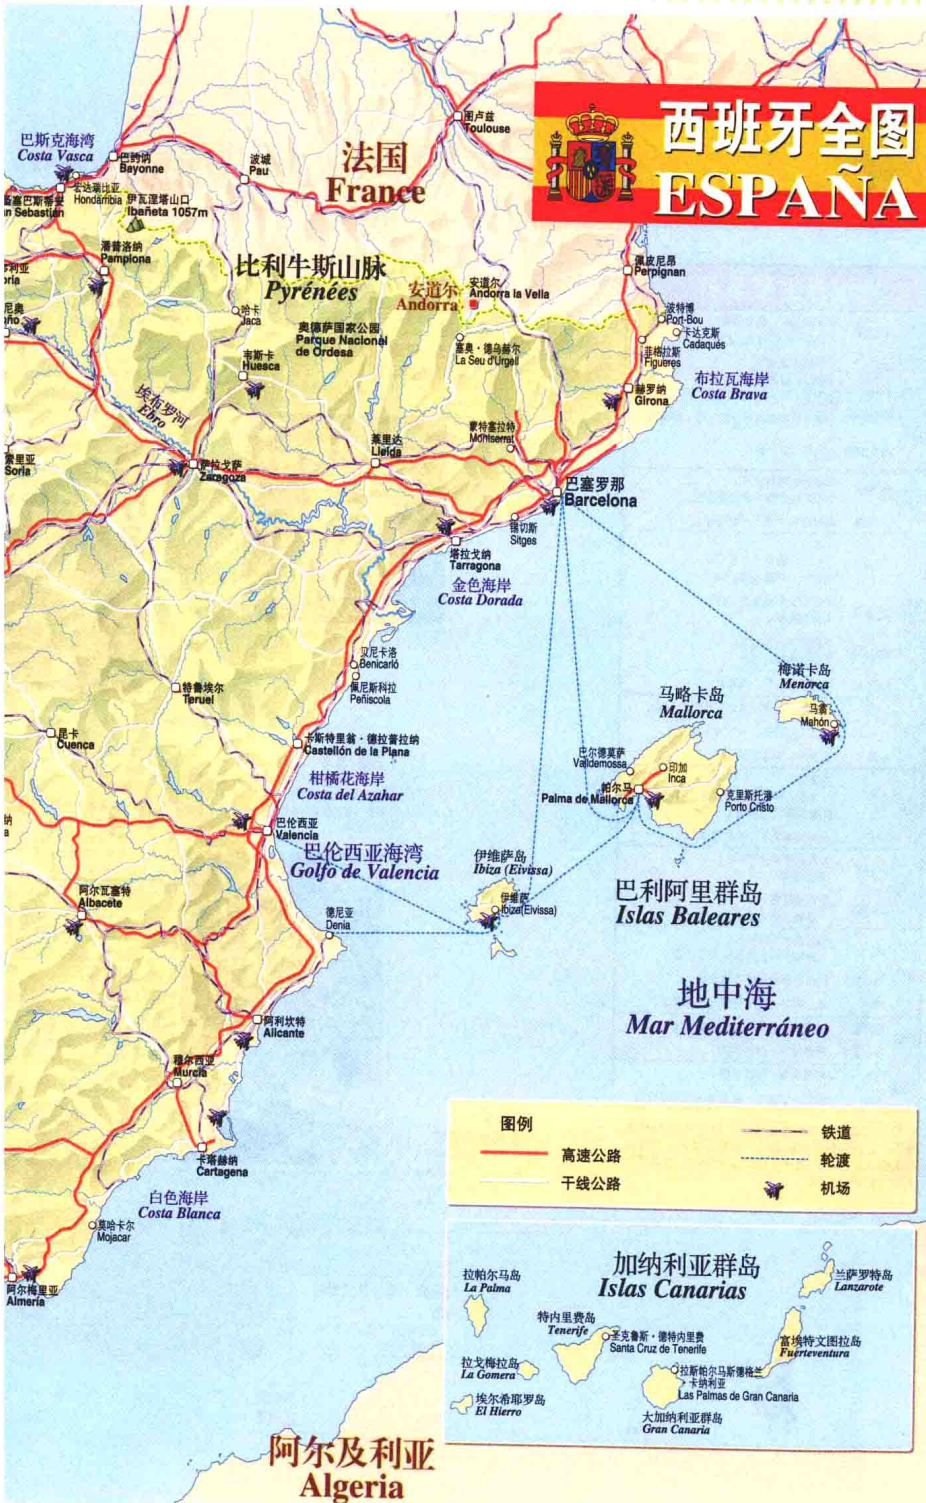 西班牙全图
ESPAÑA
巴斯克海湾
Costa Vasca
巴约纳
Bayonne
波城
Pau
法国
France
图卢兹
Toulouse
宏达莉比亚
Hondarribia
伊瓦涅塔山口
Ibañeta 1057m
圣塞巴斯蒂安
n Sebastián
潘普洛纳
Pamplona
比利牛斯山脉
Pyrénées
安道尔
Andorra
安道尔
Andorra la Vella
佩皮尼昂
Perpignan
波特博
Port-Bou
卡达克斯
Cadaqués
菲格拉斯
Figueres
哈卡
Jaca
奥德萨国家公园
Parque Nacional
de Ordesa
塞奥·德乌赫尔
La Seu d'Urgell
韦斯卡
Huesca
赫罗纳
Girona
布拉瓦海岸
Costa Brava
埃布罗河
Ebro
索里亚
Soria
萨拉戈萨
Zaragoza
莱里达
Lleida
蒙特塞拉特
Montserrat
巴塞罗那
Barcelona
锡切斯
Sitges
塔拉戈纳
Tarragona
金色海岸
Costa Dorada
贝尼卡洛
Benicarló
佩尼斯科拉
Peñiscola
特鲁埃尔
Teruel
昆卡
Cuenca
卡斯特里翁·德拉普拉纳
Castellón de la Plana
柑橘花海岸
Costa del Azahar
梅诺卡岛
Menorca
马翁
Mahón
马略卡岛
Mallorca
巴尔德莫萨
Valldemossa
印加
Inca
帕尔马
Palma de Mallorca
克里斯托港
Porto Cristo
巴伦西亚
Valencia
巴伦西亚海湾
Golfo de Valencia
伊维萨岛
Ibiza (Eivissa)
伊维萨
Ibiza(Eivissa)
巴利阿里群岛
Islas Baleares
阿尔瓦塞特
Albacete
德尼亚
Denia
地中海
Mar Mediterráneo
阿利坎特
Alicante
穆尔西亚
Murcia
卡塔赫纳
Cartagena
白色海岸
Costa Blanca
莫哈卡尔
Mojacar
阿尔梅里亚
Almería
图例
高速公路
干线公路
铁道
轮渡
机场
加纳利亚群岛
Islas Canarias
拉帕尔马岛
La Palma
兰萨罗特岛
Lanzarote
特内里费岛
Tenerife
圣克鲁斯·德特内里费
Santa Cruz de Tenerife
富埃特文图拉岛
Fuerteventura
拉戈梅拉岛
La Gomera
拉斯帕尔马斯德格兰
·卡纳利亚
Las Palmas de Gran Canaria
埃尔希耶罗岛
El Hierro
大加纳利亚群岛
Gran Canaria
阿尔及利亚
Algeria